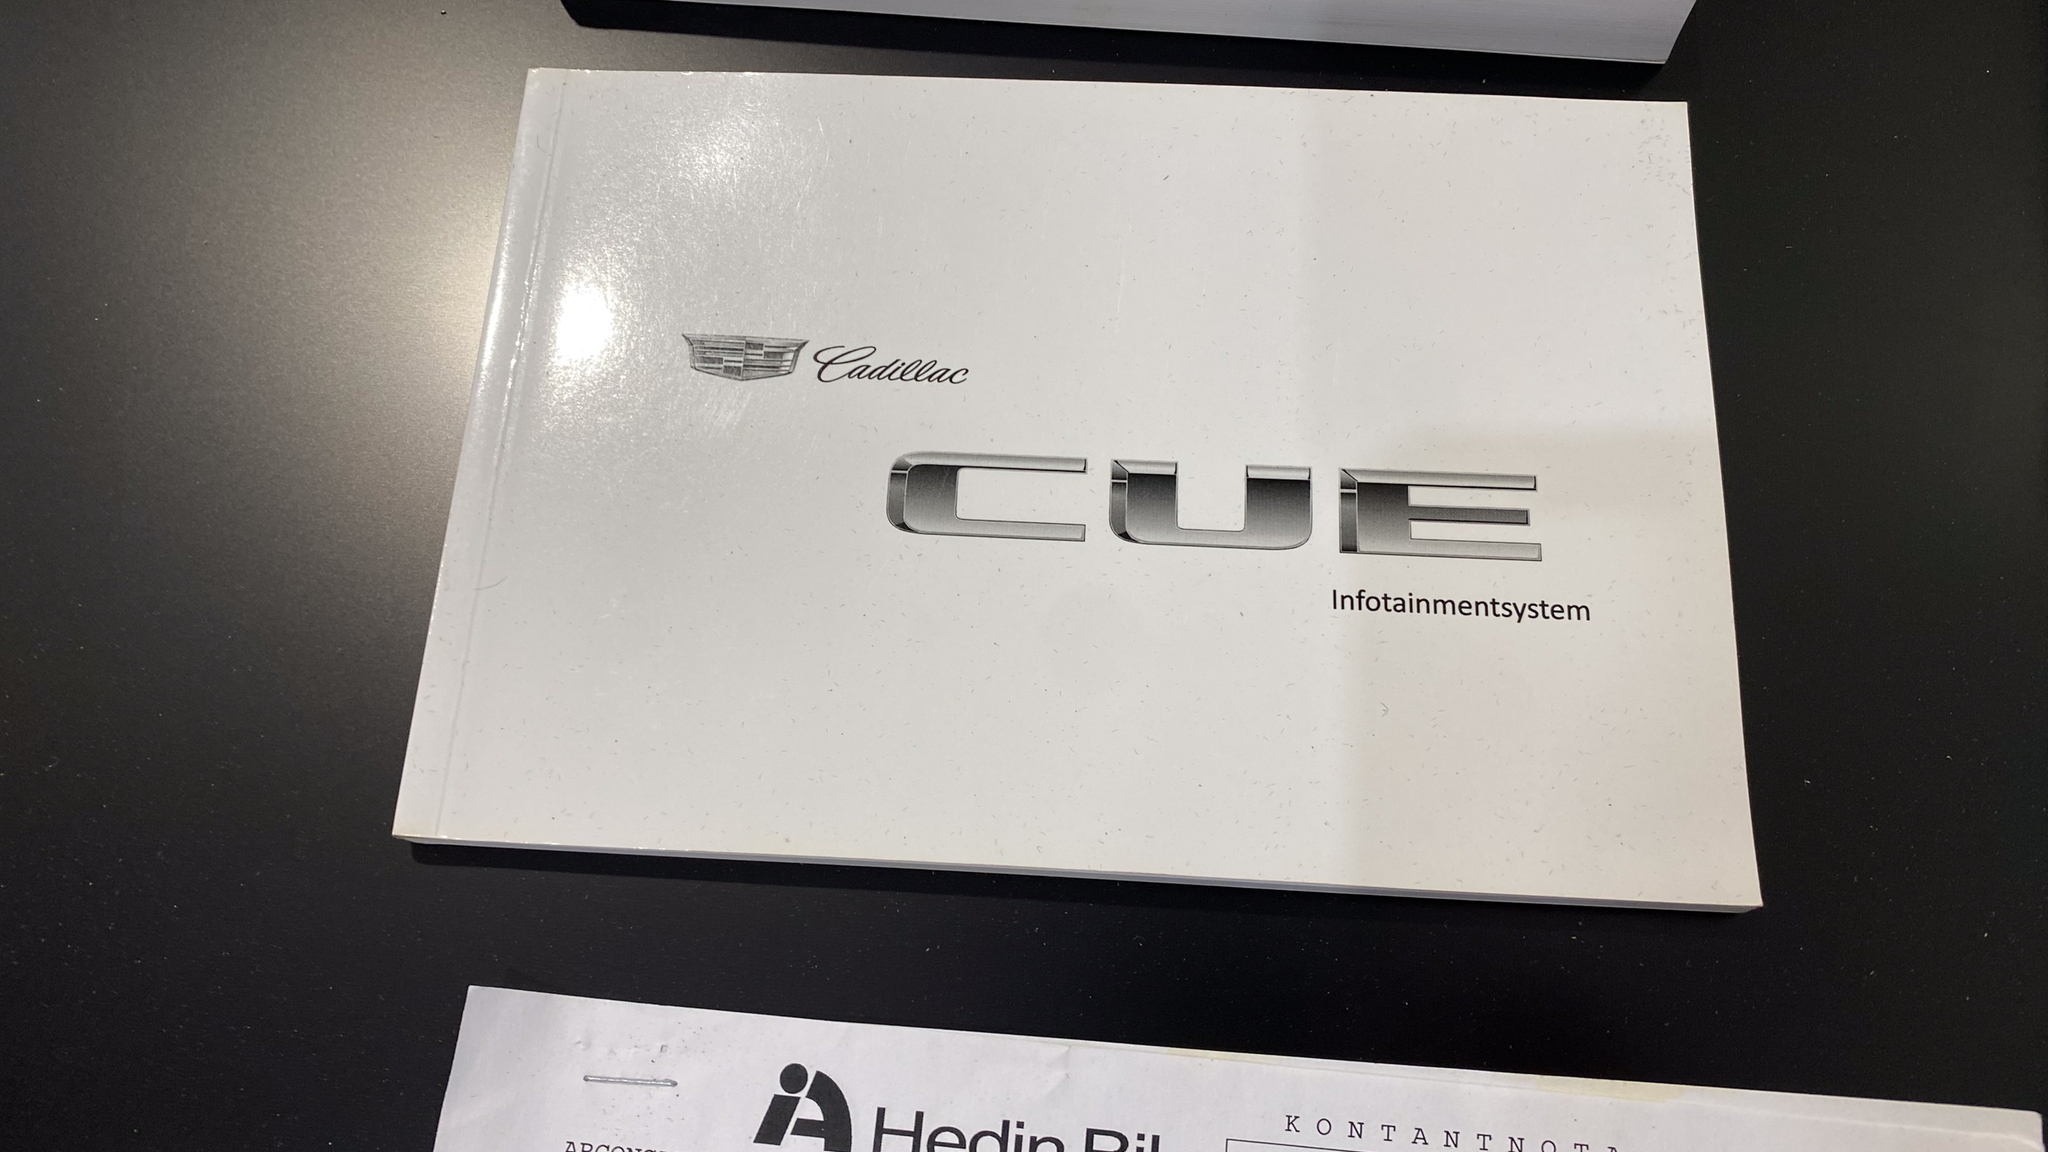 Cadillac
CUE
Infotainmentsystem
Hedin Bil
KONTANTNOTA